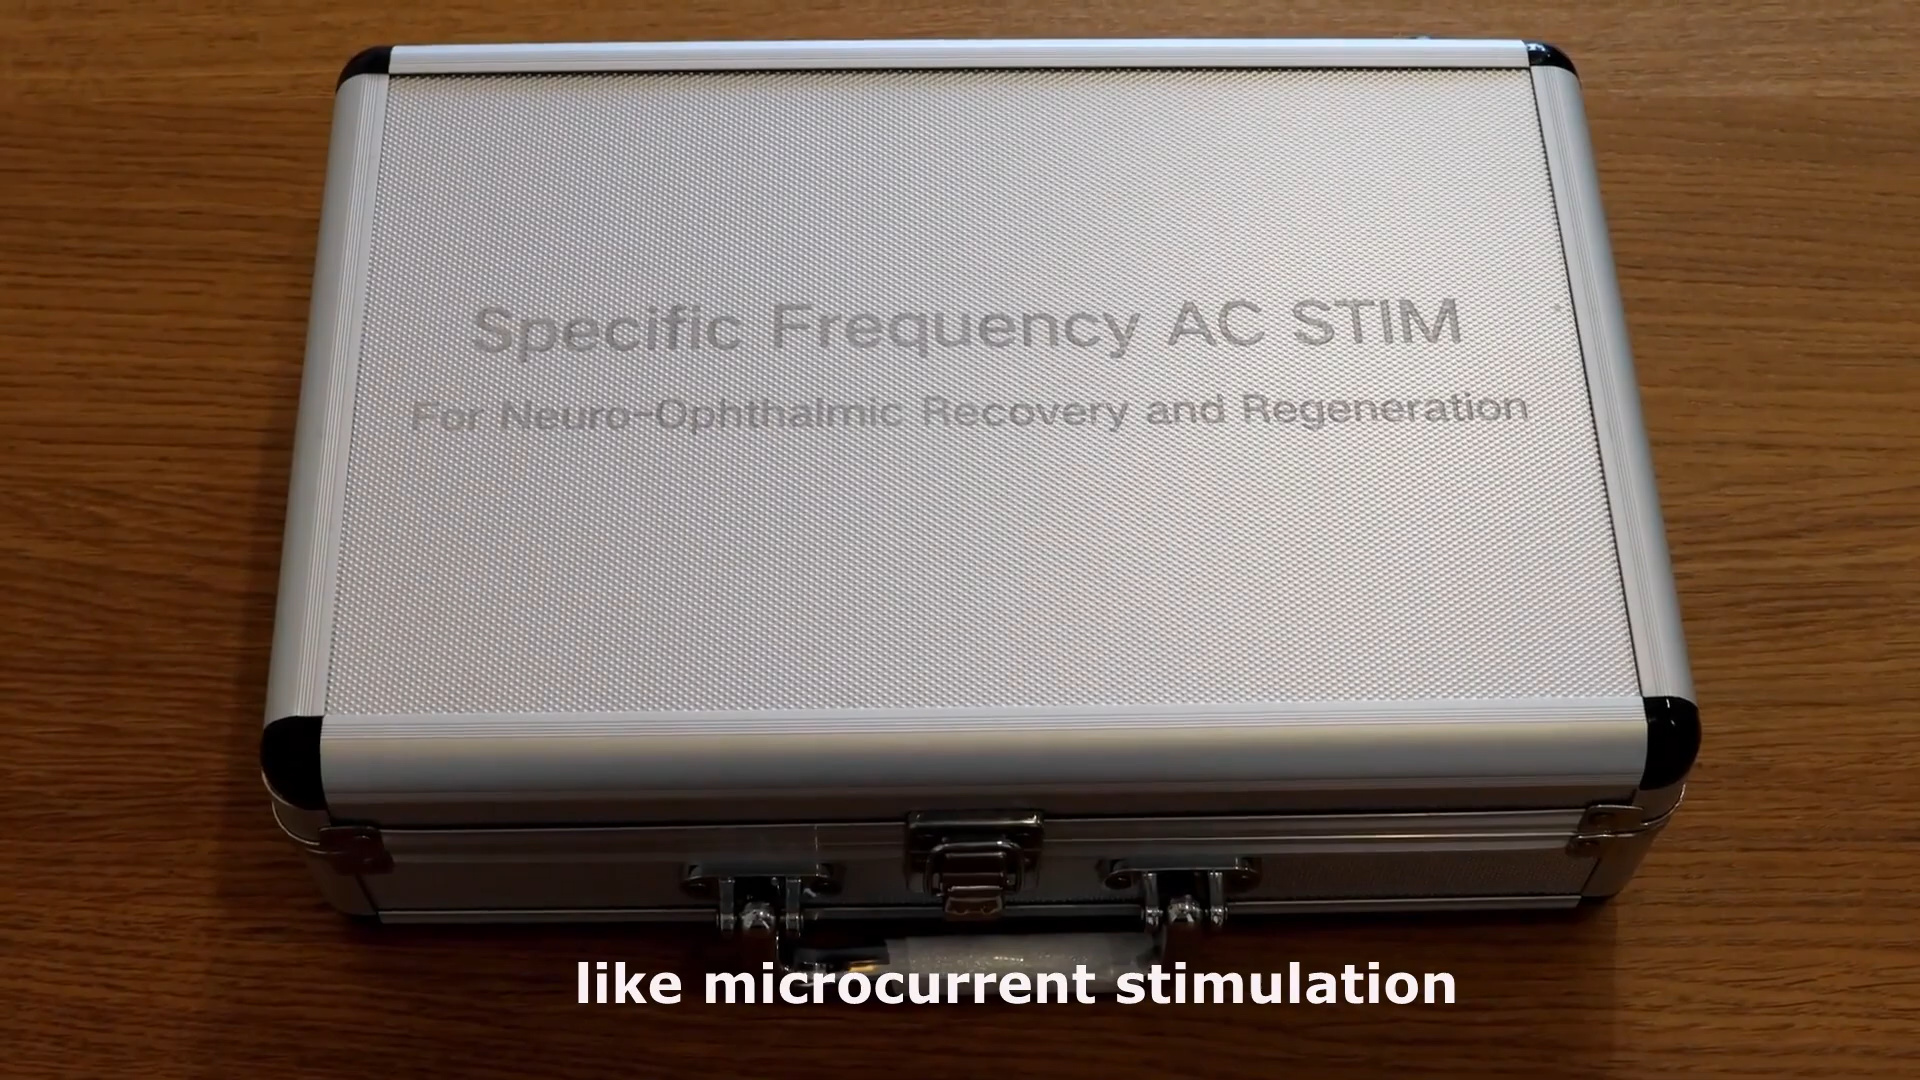 Specific Frequency AC STIM
For Neuro-Ophthalmic Recovery and Regeneration
like microcurrent stimulation